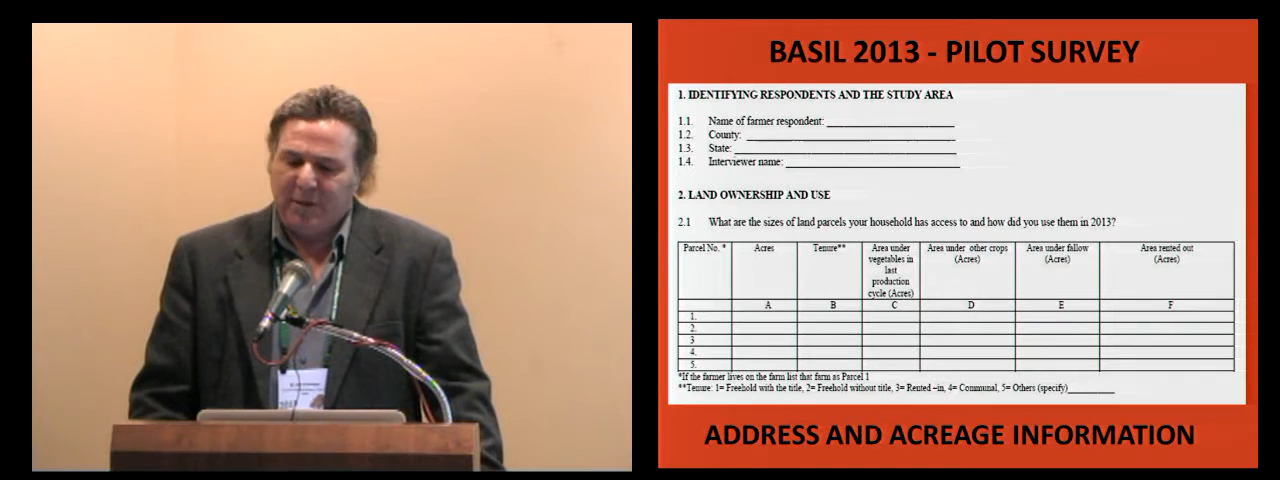 BASIL 2013 - PILOT SURVEY
1. IDENTIFYING RESPONDENTS AND THE STUDY AREA
1.1. Name of farmer respondent: ____________
1.2. County: ____________
1.3. State: ____________
1.4. Interviewer name: ____________
2. LAND OWNERSHIP AND USE
2.1 What are the sizes of land parcels your household has access to and how did you use them in 2013?
Parcel No. * Acres Tenure** Area under vegetables in last production cycle (Acres) Area under other crops (Acres) Area under fallow (Acres) Area rented out (Acres)
A B C D E F
1.
2.
3
4.
5.
*If the farmer lives on the farm list that farm as Parcel 1
**Tenure: 1= Freehold with the title, 2= Freehold without title, 3= Rented –in, 4= Communal, 5= Others (specify)__________
ADDRESS AND ACREAGE INFORMATION